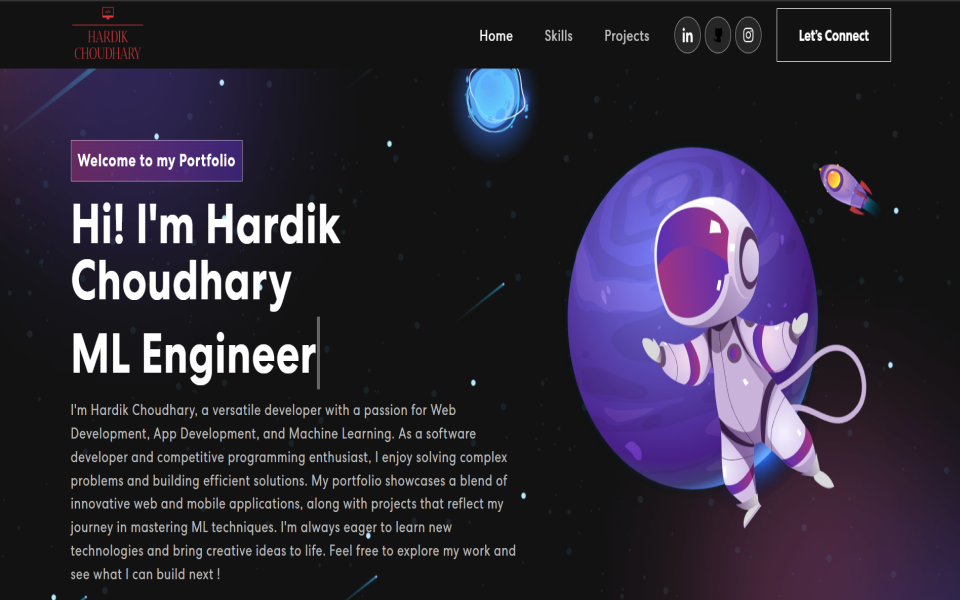 HARDIK
CHOUDHARY
Home
Skills
Projects
in
Let's Connect
Welcome to my Portfolio
Hi! I'm Hardik
Choudhary
ML Engineer
I'm Hardik Choudhary, a versatile developer with a passion for Web
Development, App Development, and Machine Learning. As a software
developer and competitive programming enthusiast, I enjoy solving complex
problems and building efficient solutions. My portfolio showcases a blend of
innovative web and mobile applications, along with projects that reflect my
journey in mastering ML techniques. I'm always eager to learn new
technologies and bring creative ideas to life. Feel free to explore my work and
see what I can build next !